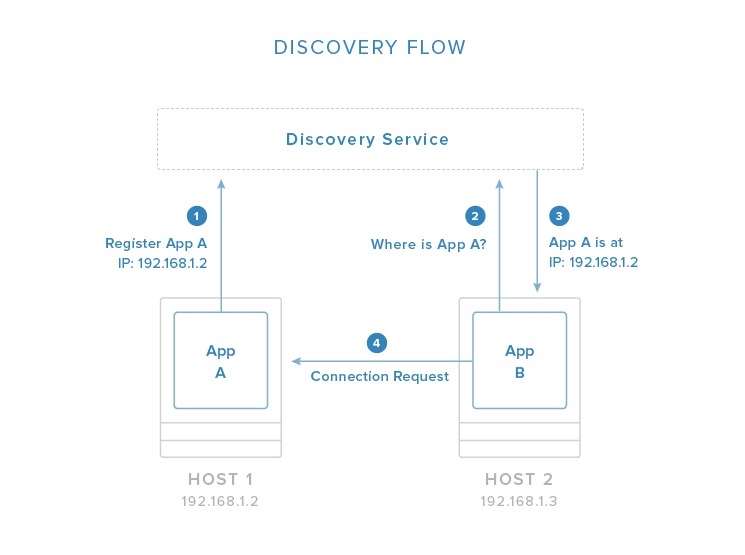 DISCOVERY FLOW
Discovery Service
1
Register App A
IP: 192.168.1.2
2
Where is App A?
3
App A is at
IP: 192.168.1.2
App
A
4
Connection Request
App
B
HOST 1
192.168.1.2
HOST 2
192.168.1.3